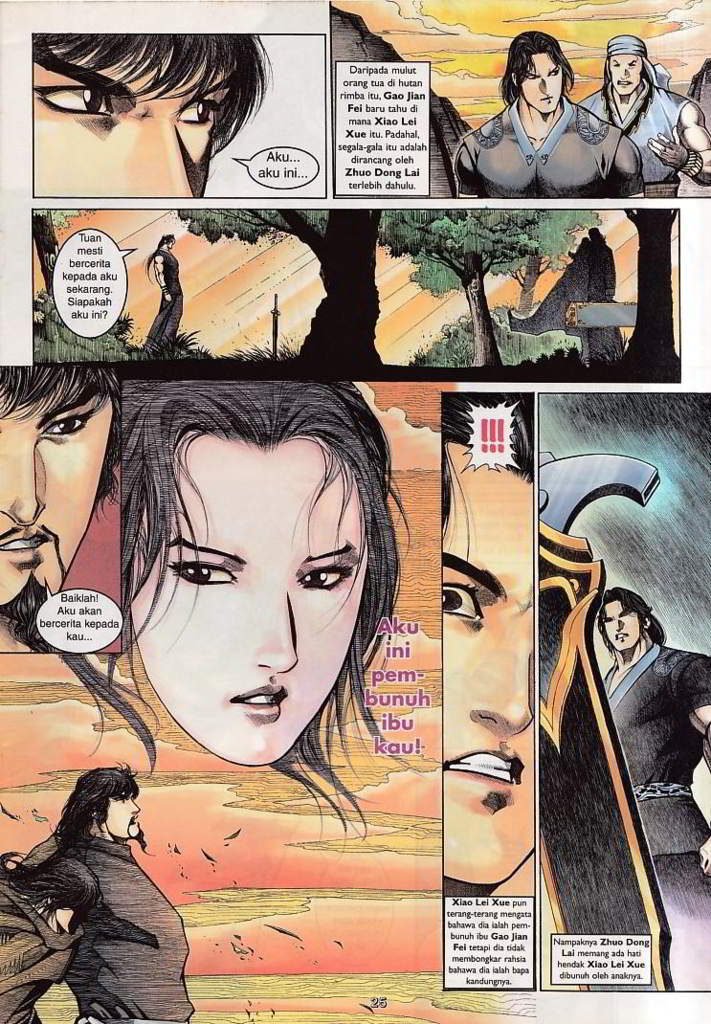 Aku...
aku ini...
Daripada mulut
orang tua di hutan
rimba itu, Gao Jian
Fei baru tahu di
mana Xiao Lei
Xue itu. Padahal,
segala-gala itu adalah
dirancang oleh
Zhuo Dong Lai
terlebih dahulu.
Tuan
mesti
bercerita
kepada aku
sekarang.
Siapakah
aku ini?
Baiklah!
Aku akan
bercerita kepada
kau...
Aku
ini
pem-
bunuh
ibu
kau!
!!!
Xiao Lei Xue pun
terang-terang mengata
bahawa dia ialah pem-
bunuh ibu Gao Jian
Fei tetapi dia tidak
membongkar rahsia
bahawa dia ialah bapa
kandungnya.
Nampaknya Zhuo Dong
Lai memang ada hati
hendak Xiao Lei Xue
dibunuh oleh anaknya.
25